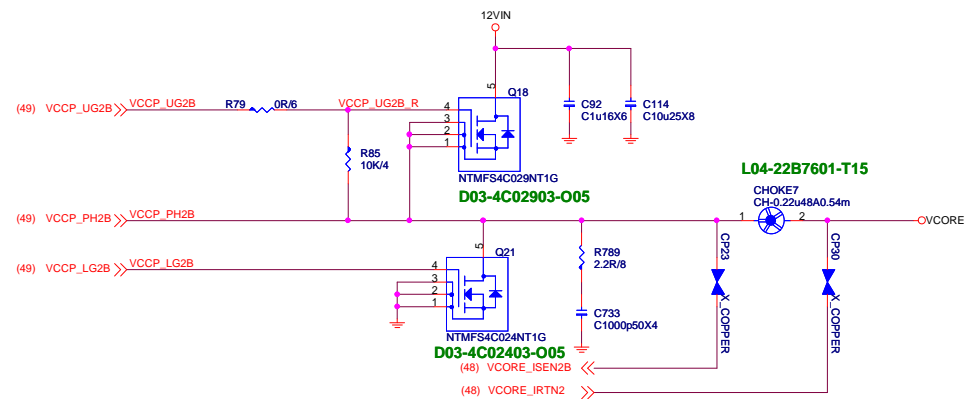 12VIN
5
Q18
(49) VCCP_UG2B VCCP_UG2B R79 0R/6 VCCP_UG2B_R 4
3
2
1
C92
C1u16X6
C114
C10u25X8
R85
10K/4
NTMFS4C029NT1G
D03-4C02903-O05
L04-22B7601-T15
CHOKE7
CH-0.22u48A0.54m
(49) VCCP_PH2B VCCP_PH2B 1 2 VCORE
5
Q21
(49) VCCP_LG2B VCCP_LG2B 4
3
2
1
R789
2.2R/8
CP23
X_COPPER
CP30
X_COPPER
C733
C1000p50X4
NTMFS4C024NT1G
D03-4C02403-O05
(48) VCORE_ISEN2B
(48) VCORE_IRTN2